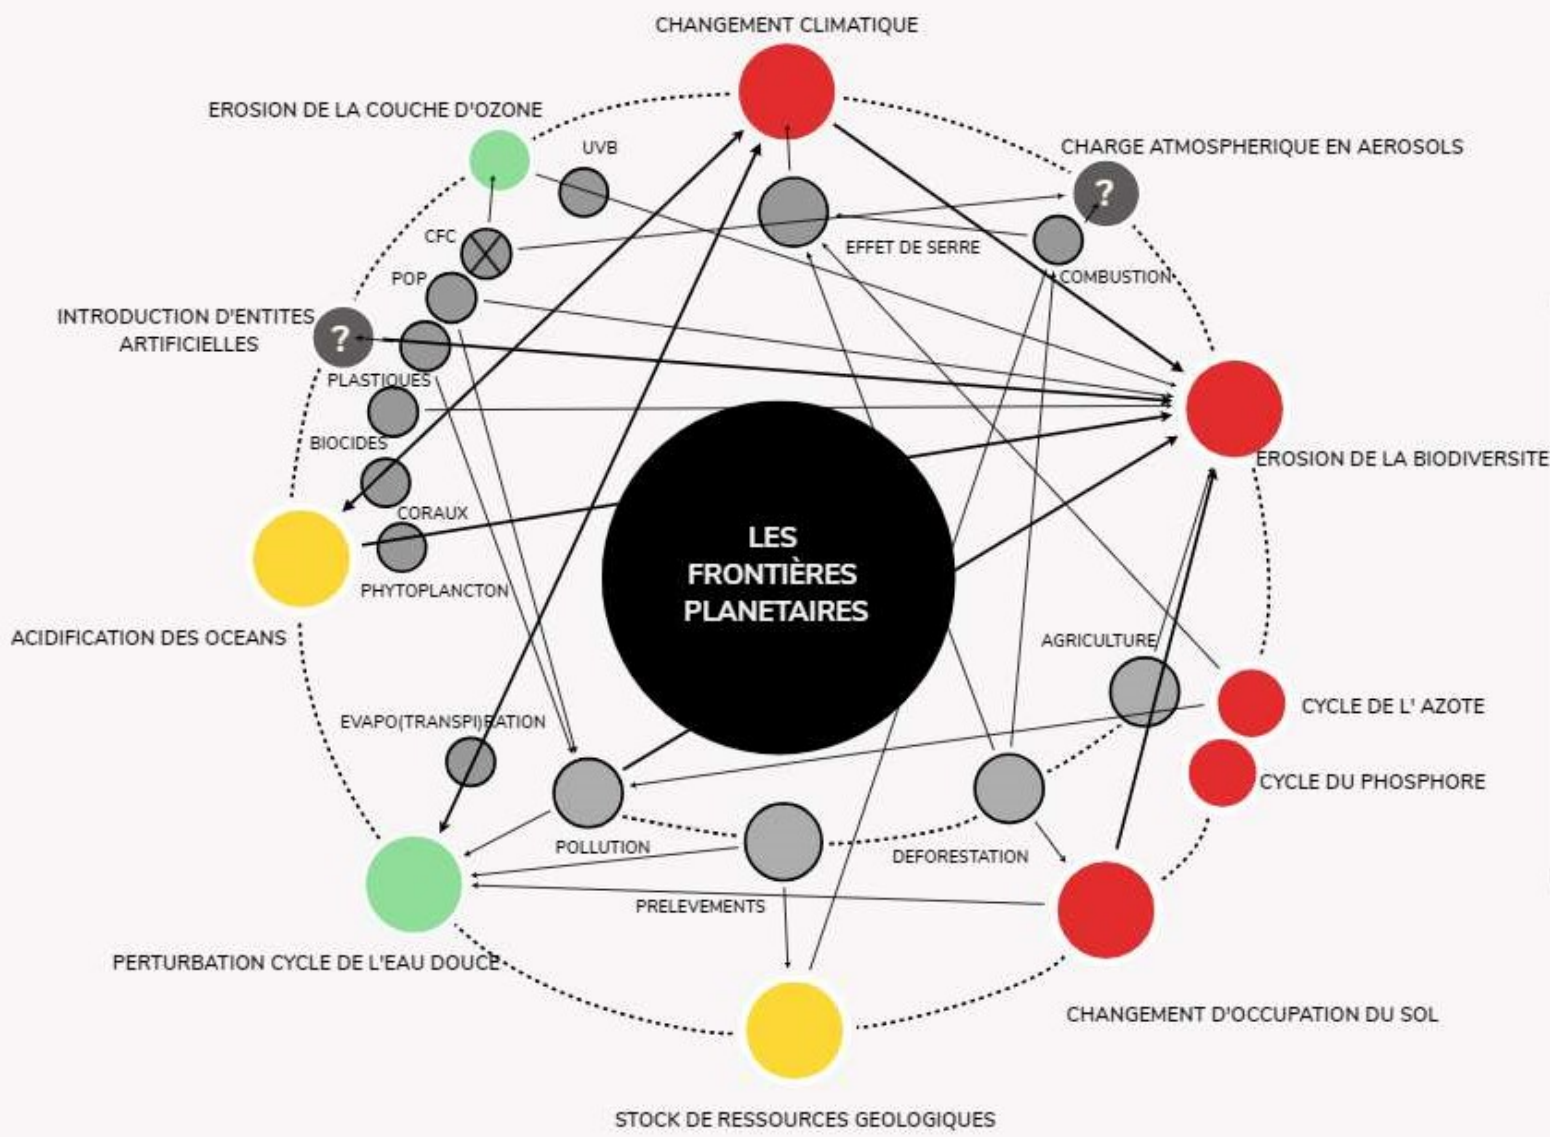 CHANGEMENT CLIMATIQUE
EROSION DE LA COUCHE D'OZONE
UVB
CHARGE ATMOSPHERIQUE EN AEROSOLS
?
CFC
EFFET DE SERRE
COMBUSTION
POP
INTRODUCTION D'ENTITES
ARTIFICIELLES
?
PLASTIQUES
BIOCIDES
EROSION DE LA BIODIVERSITE
CORAUX
LES
FRONTIÈRES
PLANETAIRES
PHYTOPLANCTON
ACIDIFICATION DES OCEANS
AGRICULTURE
EVAPO(TRANSPI)RATION
CYCLE DE L' AZOTE
CYCLE DU PHOSPHORE
POLLUTION
DEFORESTATION
PRELEVEMENTS
PERTURBATION CYCLE DE L'EAU DOUCE
CHANGEMENT D'OCCUPATION DU SOL
STOCK DE RESSOURCES GEOLOGIQUES